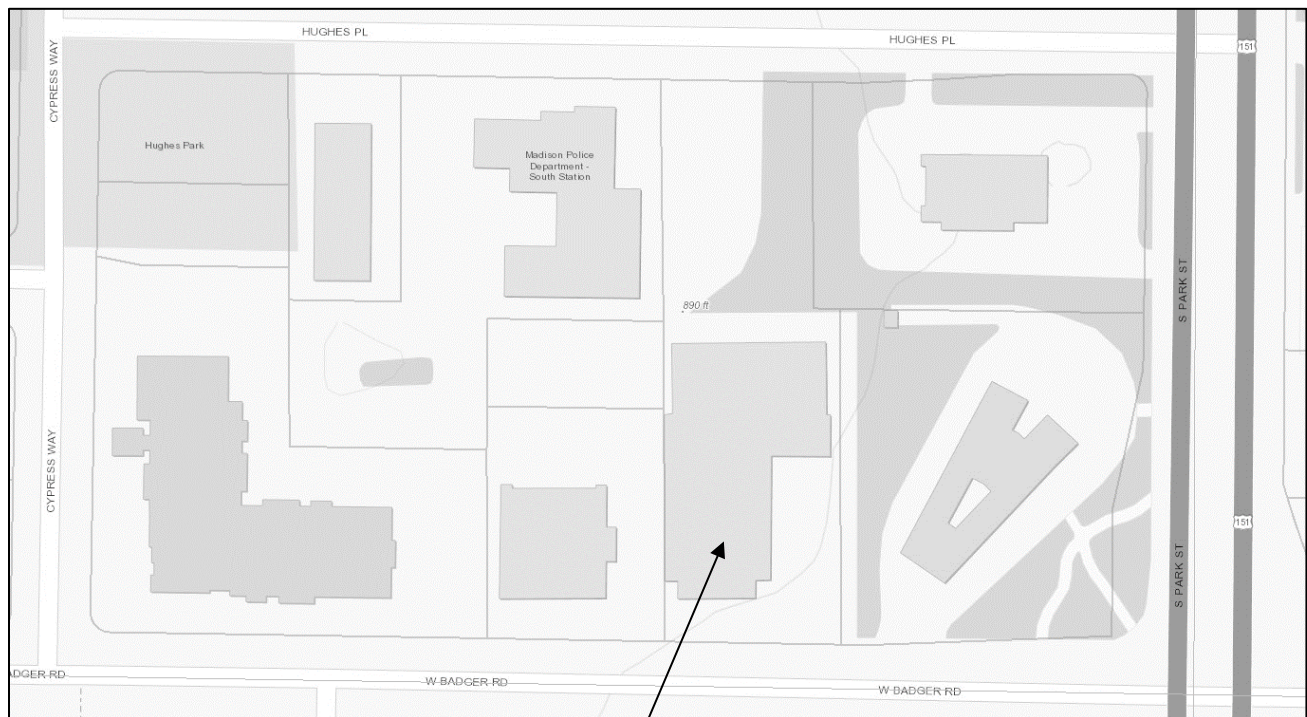 HUGHES PL
HUGHES PL
151
CYPRESS WAY
Hughes Park
Madison Police
Department -
South Station
S PARK ST
890 ft
CYPRESS WAY
151
S PARK ST
ADGER RD
W BADGER RD
W BADGER RD